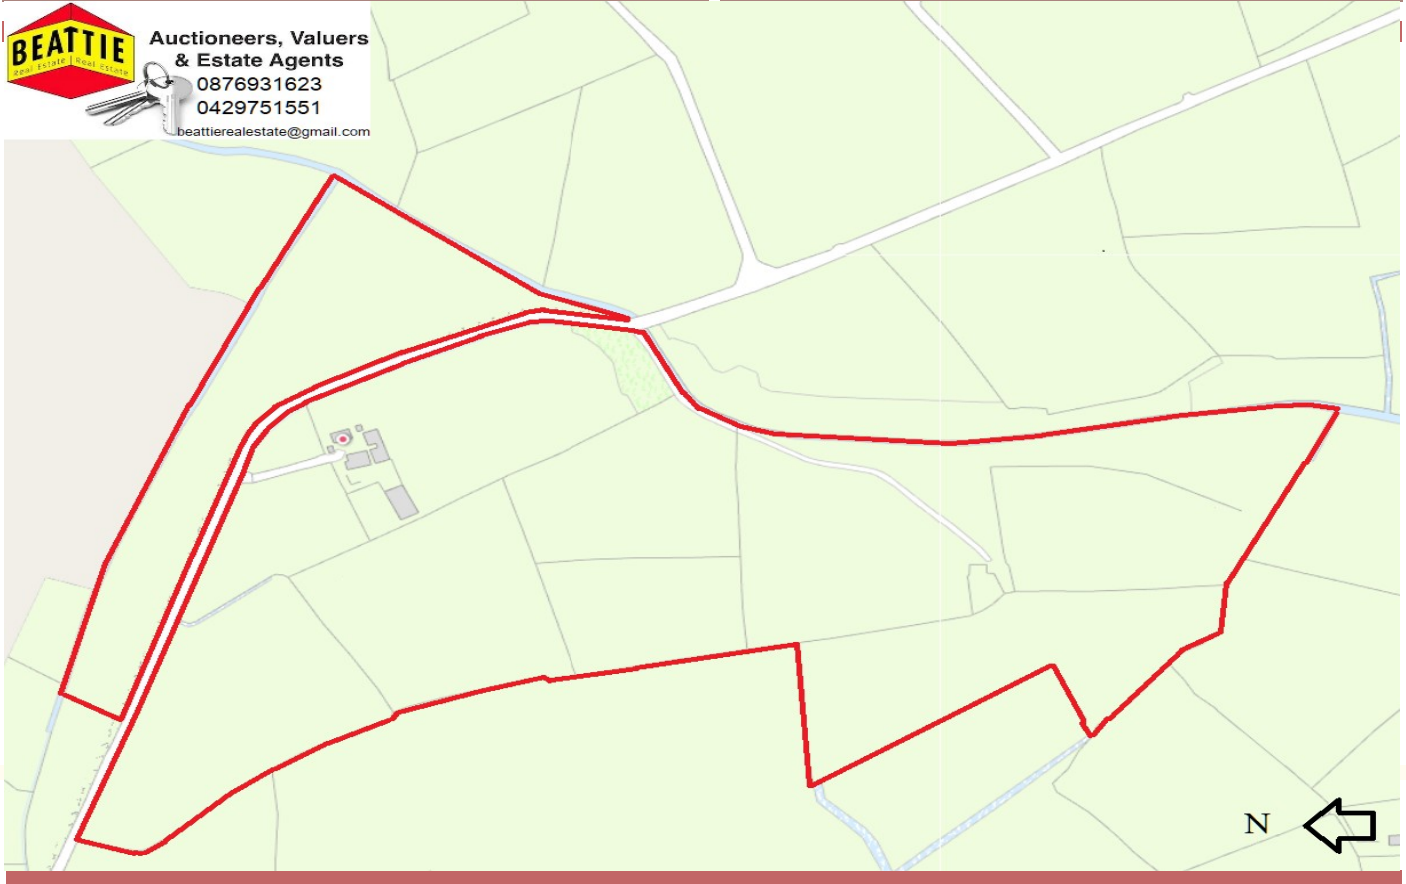 BEATTIE
Real Estate Real Estate
Auctioneers, Valuers
& Estate Agents
0876931623
0429751551
beattierealestate@gmail.com
N